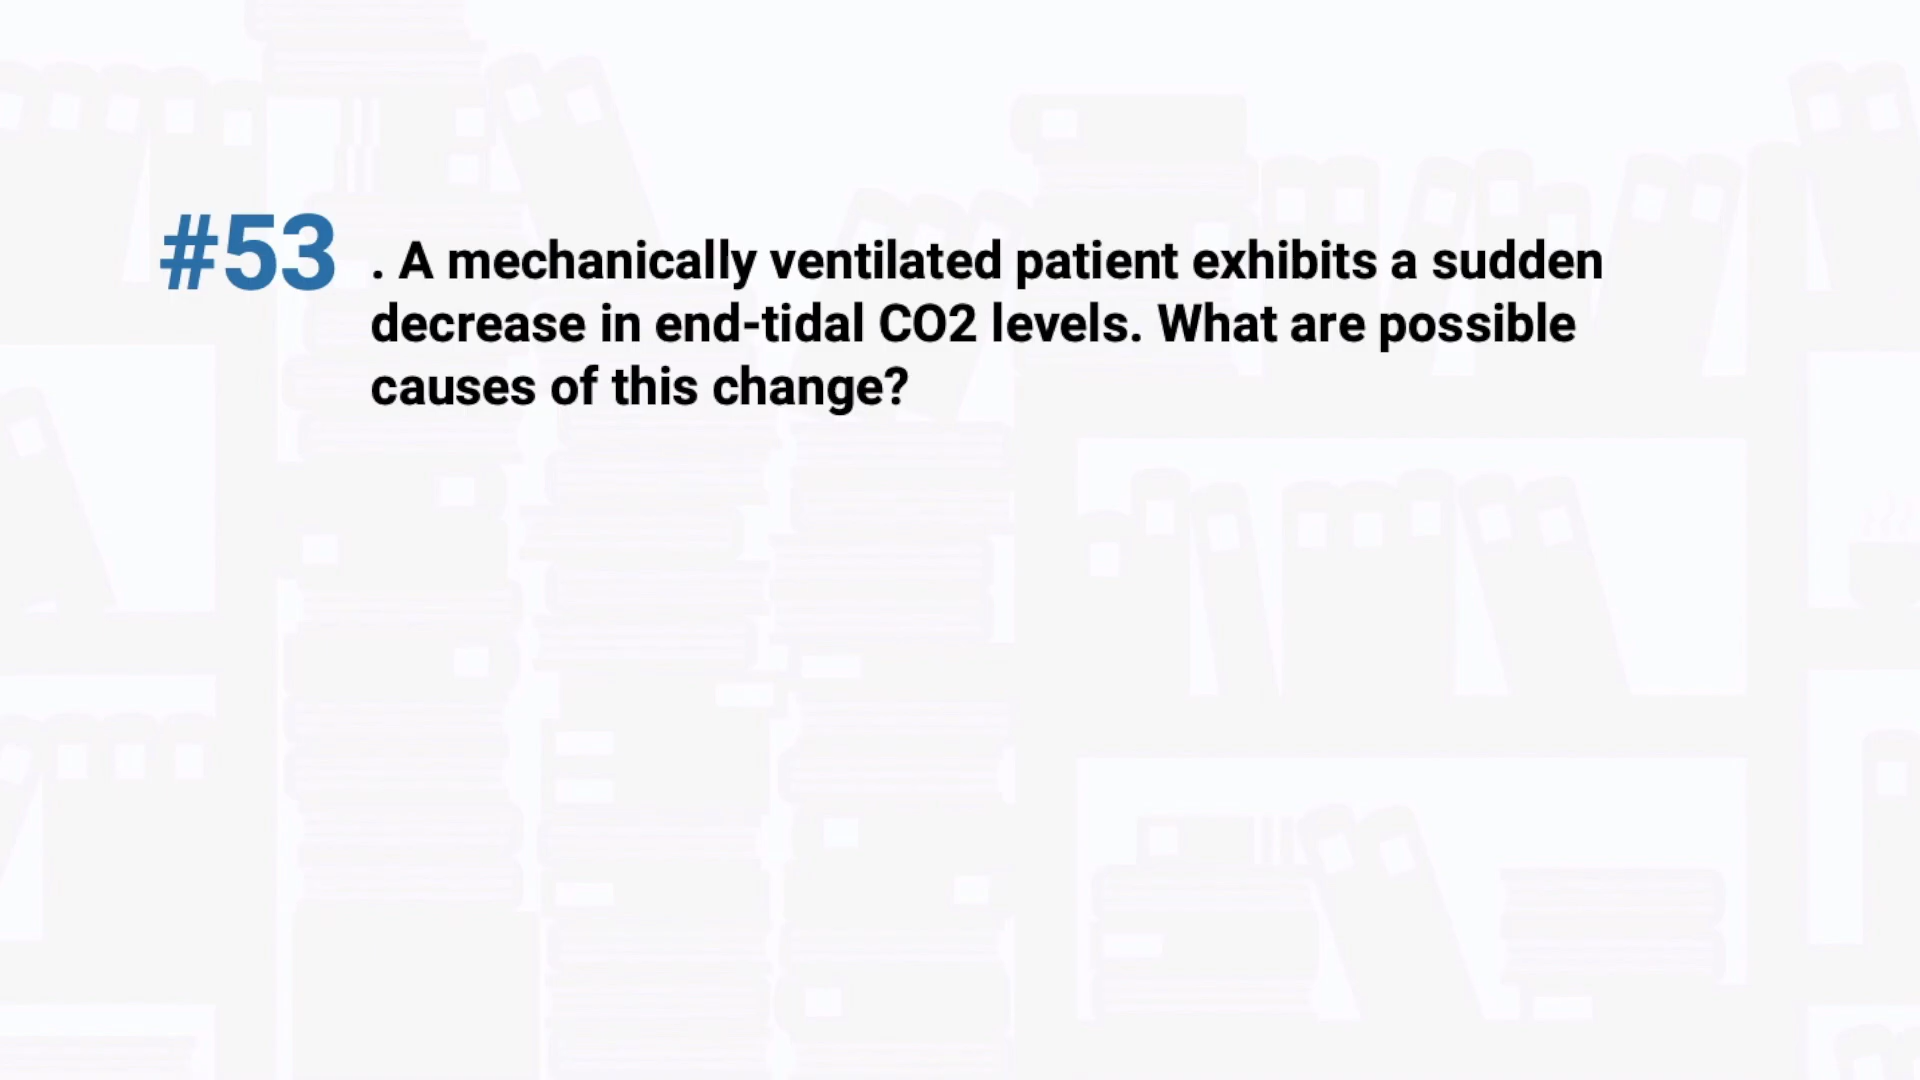 #53 . A mechanically ventilated patient exhibits a sudden
decrease in end-tidal CO2 levels. What are possible
causes of this change?